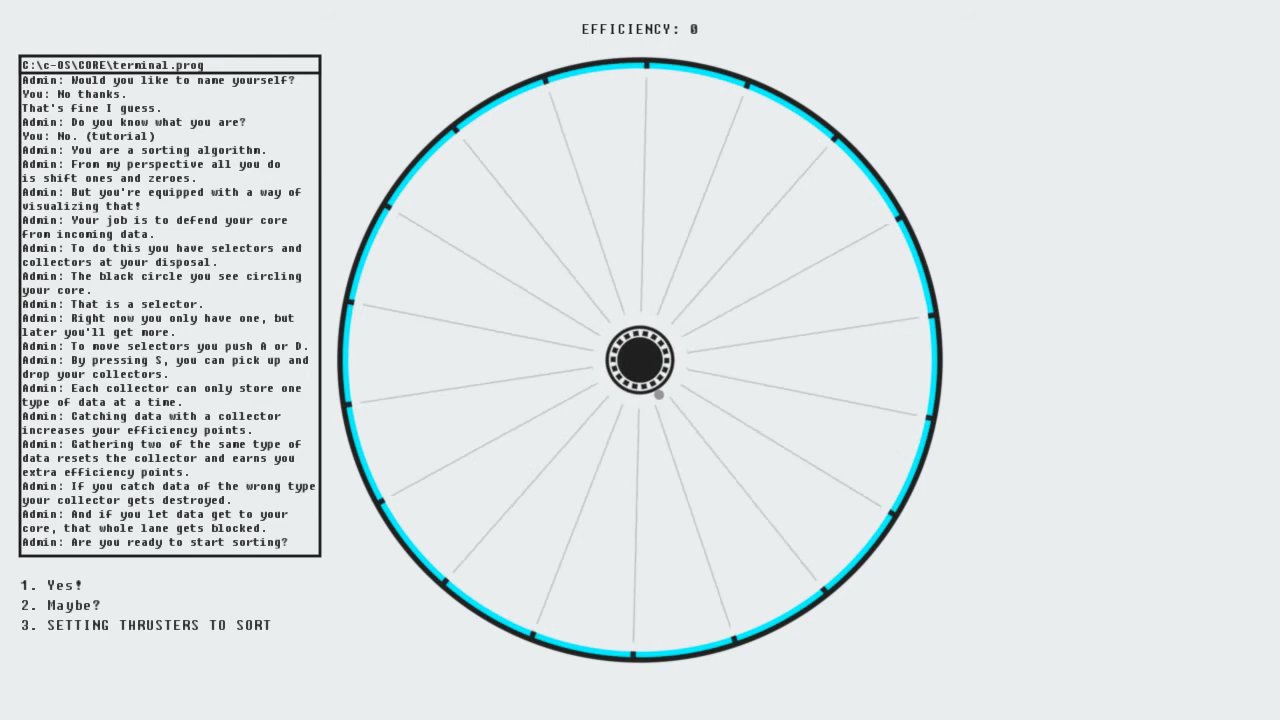 EFFICIENCY: 0
C:\c-OS\CORE\terminal.prog
Admin: Would you like to name yourself?
You: No thanks.
That's fine I guess.
Admin: Do you know what you are?
You: No. (tutorial)
Admin: You are a sorting algorithm.
Admin: From my perspective all you do
is shift ones and zeroes.
Admin: But you're equipped with a way of
visualizing that!
Admin: Your job is to defend your core
from incoming data.
Admin: To do this you have selectors and
collectors at your disposal.
Admin: The black circle you see circling
your core.
Admin: That is a selector.
Admin: Right now you only have one, but
later you'll get more.
Admin: To move selectors you push A or D.
Admin: By pressing S, you can pick up and
drop your collectors.
Admin: Each collector can only store one
type of data at a time.
Admin: Catching data with a collector
increases your efficiency points.
Admin: Gathering two of the same type of
data resets the collector and earns you
extra efficiency points.
Admin: If you catch data of the wrong type
your collector gets destroyed.
Admin: And if you let data get to your
core, that whole lane gets blocked.
Admin: Are you ready to start sorting?
1. Yes!
2. Maybe?
3. SETTING THRUSTERS TO SORT